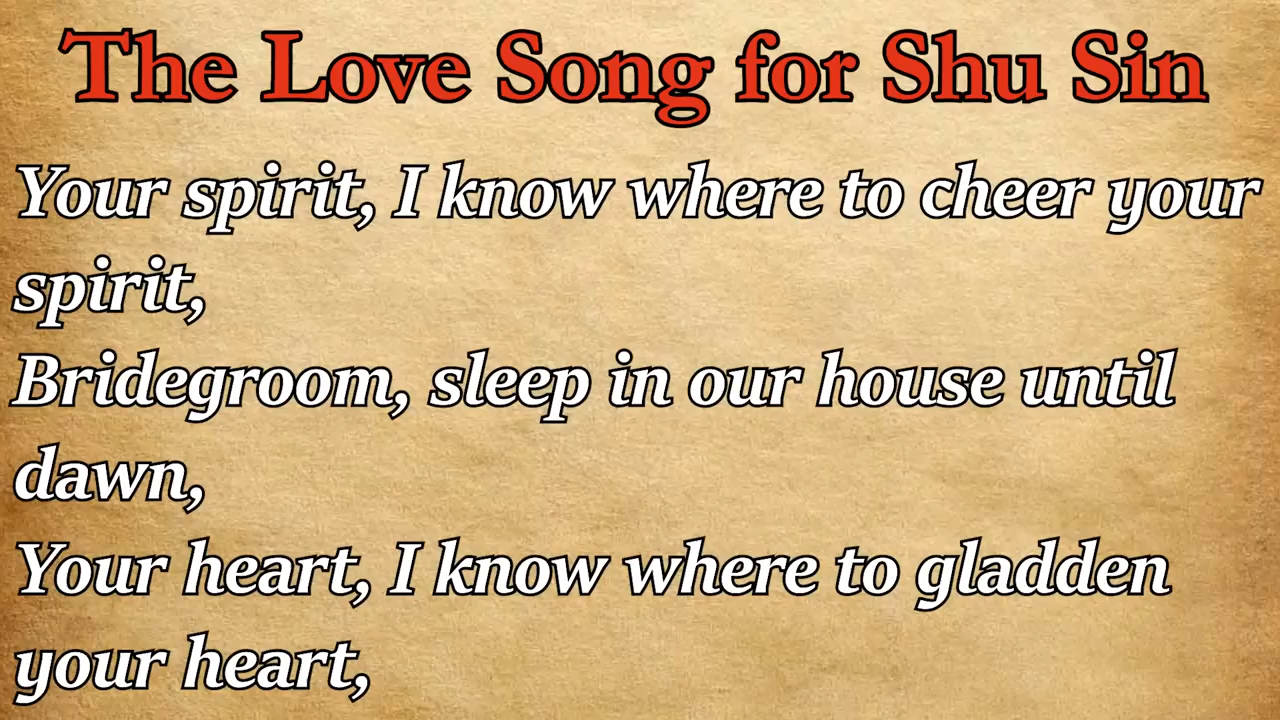 The Love Song for Shu Sin
Your spirit, I know where to cheer your
spirit,
Bridegroom, sleep in our house until
dawn,
Your heart, I know where to gladden
your heart,